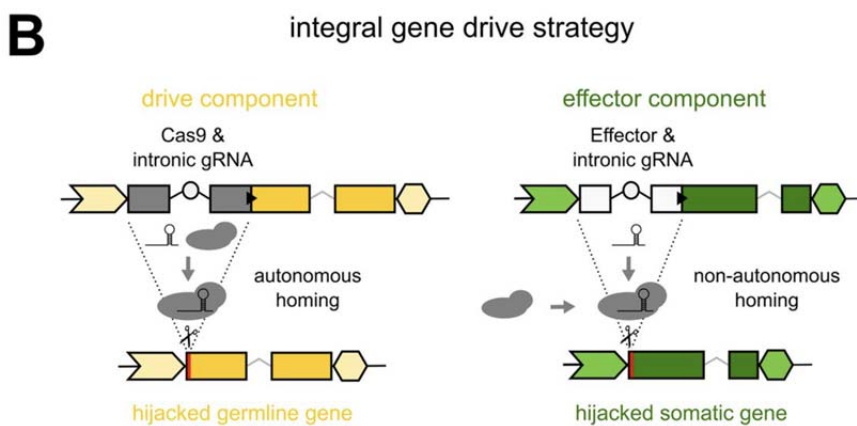 B
integral gene drive strategy
drive component
Cas9 &
intronic gRNA
autonomous
homing
hijacked germline gene
effector component
Effector &
intronic gRNA
non-autonomous
homing
hijacked somatic gene